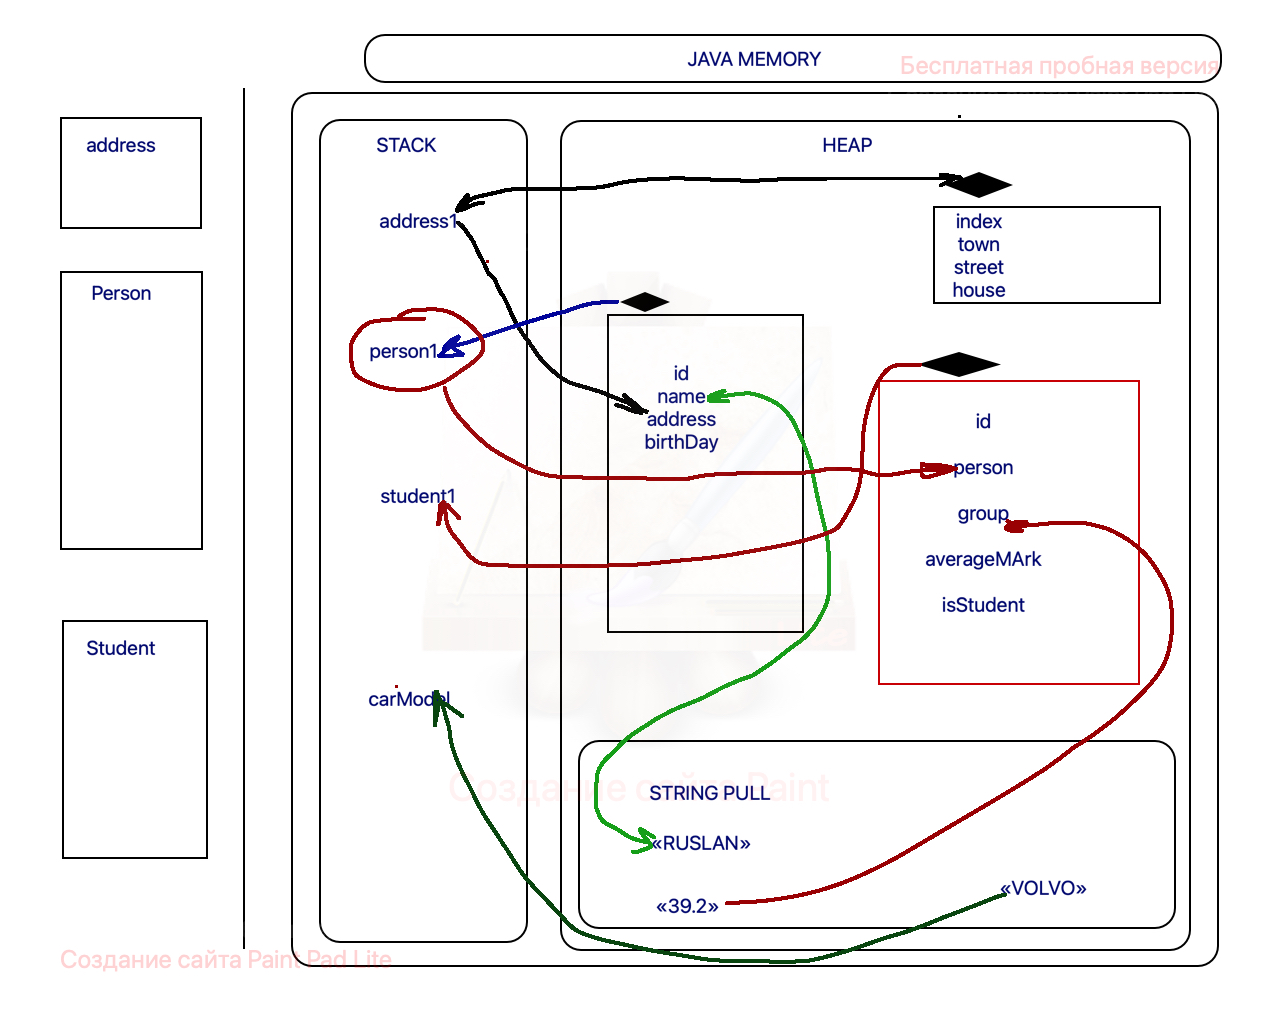 JAVA MEMORY
Бесплатная пробная версия
address
Person
Student
STACK
address1
person1
student1
carModel
HEAP
index
town
street
house
id
name
address
birthDay
id
person
group
averageMArk
isStudent
Создание сайта Paint
STRING PULL
«RUSLAN»
«39.2»
«VOLVO»
Создание сайта Paint Pad Lite